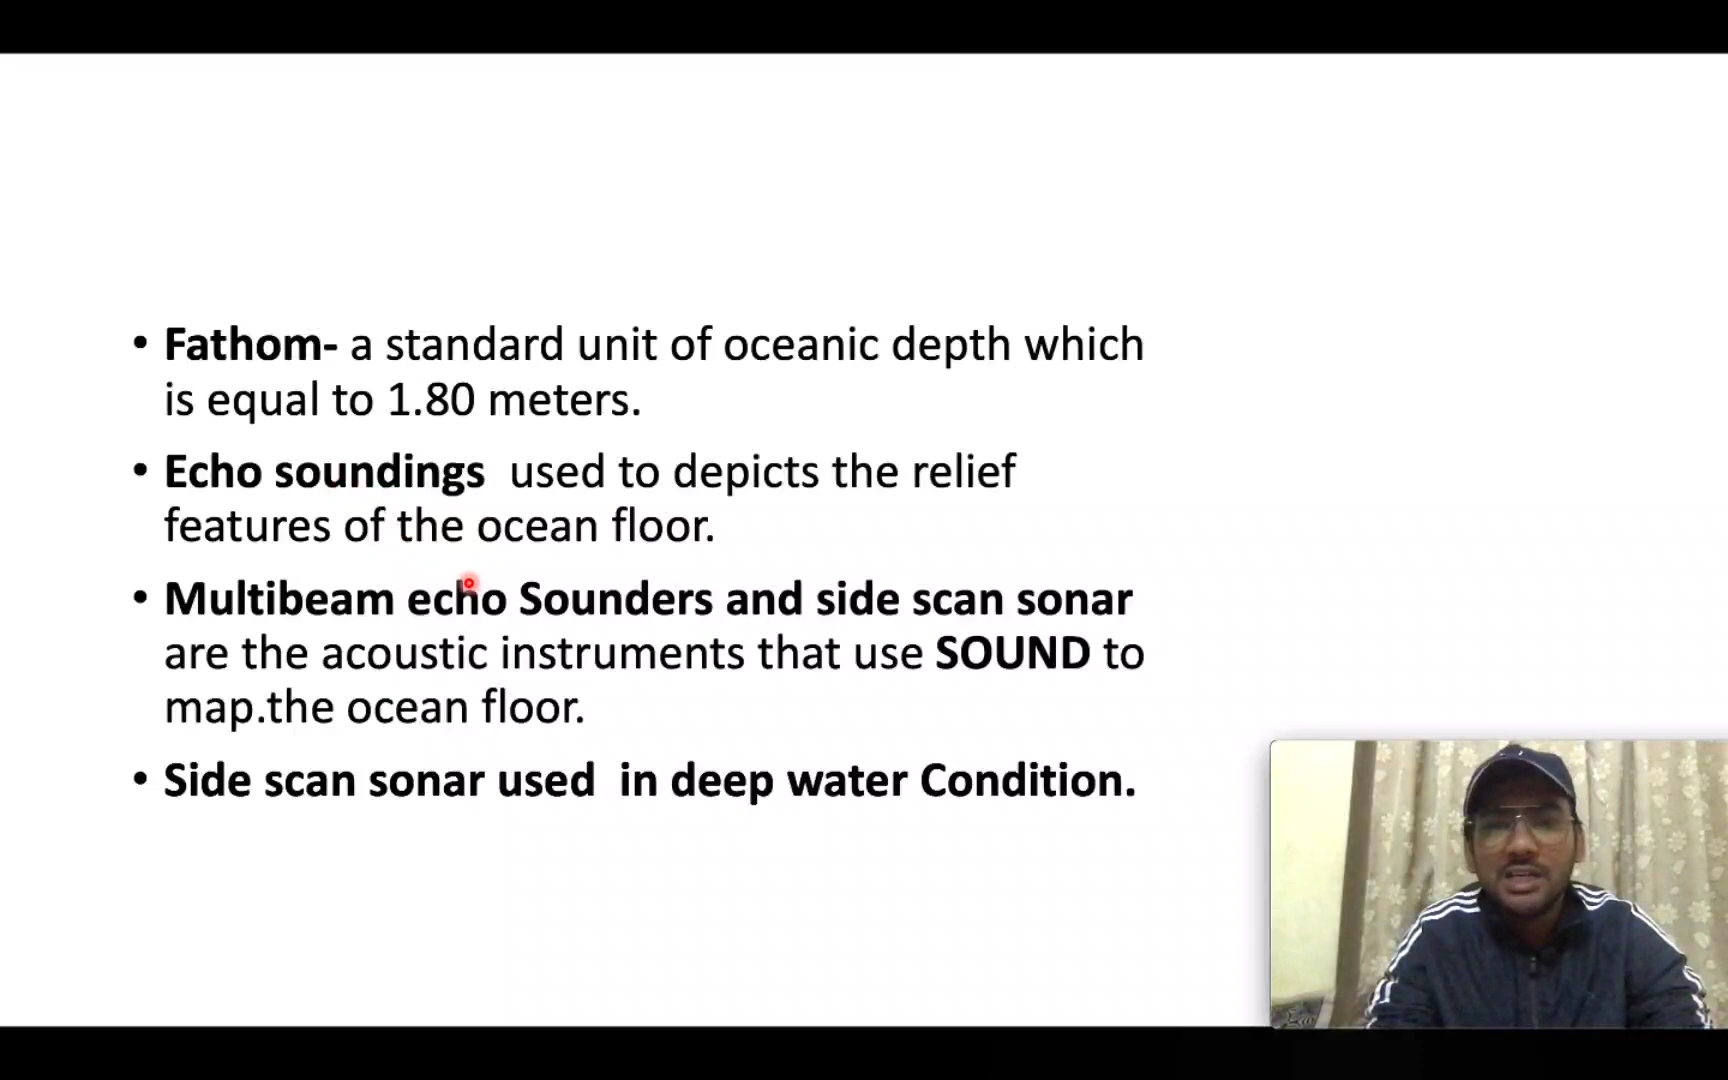 • Fathom- a standard unit of oceanic depth which
is equal to 1.80 meters.
• Echo soundings  used to depicts the relief
features of the ocean floor.
• Multibeam echo Sounders and side scan sonar
are the acoustic instruments that use SOUND to
map.the ocean floor.
• Side scan sonar used  in deep water Condition.